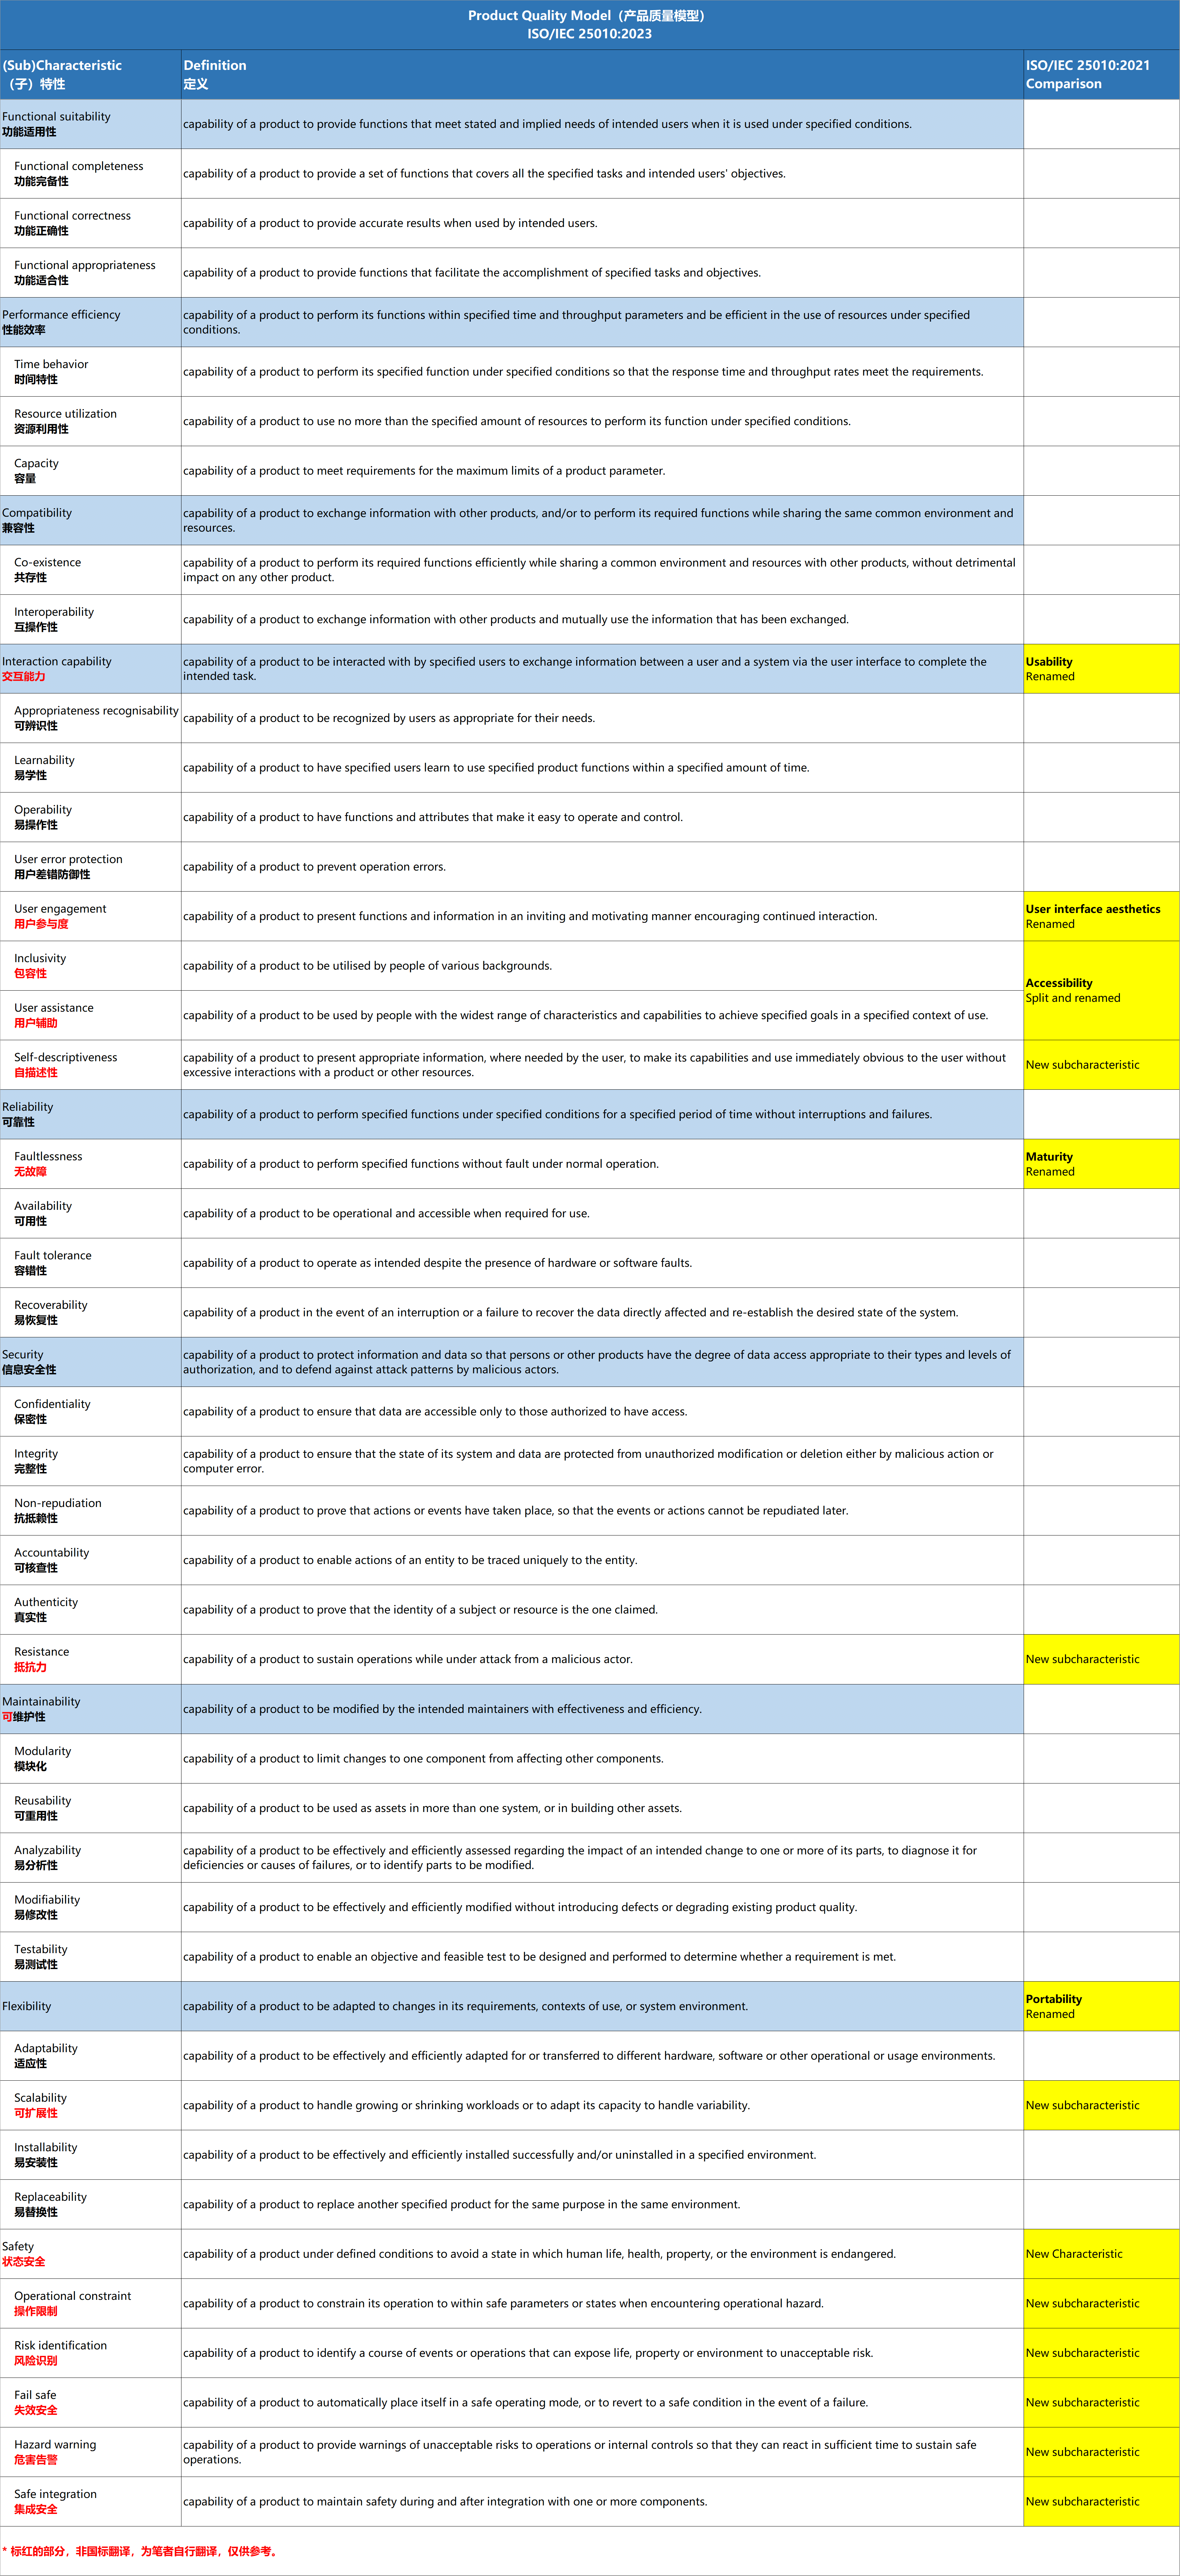 Product Quality Model（产品质量模型）
ISO/IEC 25010:2023
(Sub)Characteristic
（子）特性
Definition
定义
ISO/IEC 25010:2021
Comparison
Functional suitability
功能适用性
capability of a product to provide functions that meet stated and implied needs of intended users when it is used under specified conditions.
Functional completeness
功能完备性
capability of a product to provide a set of functions that covers all the specified tasks and intended users' objectives.
Functional correctness
功能正确性
capability of a product to provide accurate results when used by intended users.
Functional appropriateness
功能适合性
capability of a product to provide functions that facilitate the accomplishment of specified tasks and objectives.
Performance efficiency
性能效率
capability of a product to perform its functions within specified time and throughput parameters and be efficient in the use of resources under specified
conditions.
Time behavior
时间特性
capability of a product to perform its specified function under specified conditions so that the response time and throughput rates meet the requirements.
Resource utilization
资源利用性
capability of a product to use no more than the specified amount of resources to perform its function under specified conditions.
Capacity
容量
capability of a product to meet requirements for the maximum limits of a product parameter.
Compatibility
兼容性
capability of a product to exchange information with other products, and/or to perform its required functions while sharing the same common environment and
resources.
Co-existence
共存性
capability of a product to perform its required functions efficiently while sharing a common environment and resources with other products, without detrimental
impact on any other product.
Interoperability
互操作性
capability of a product to exchange information with other products and mutually use the information that has been exchanged.
Interaction capability
交互能力
capability of a product to be interacted with by specified users to exchange information between a user and a system via the user interface to complete the
intended task.
Usability
Renamed
Appropriateness recognisability
可辨识性
capability of a product to be recognized by users as appropriate for their needs.
Learnability
易学性
capability of a product to have specified users learn to use specified product functions within a specified amount of time.
Operability
易操作性
capability of a product to have functions and attributes that make it easy to operate and control.
User error protection
用户差错防御性
capability of a product to prevent operation errors.
User engagement
用户参与度
capability of a product to present functions and information in an inviting and motivating manner encouraging continued interaction.
User interface aesthetics
Renamed
Inclusivity
包容性
capability of a product to be utilised by people of various backgrounds.
Accessibility
Split and renamed
User assistance
用户辅助
capability of a product to be used by people with the widest range of characteristics and capabilities to achieve specified goals in a specified context of use.
Self-descriptiveness
自描述性
capability of a product to present appropriate information, where needed by the user, to make its capabilities and use immediately obvious to the user without
excessive interactions with a product or other resources.
New subcharacteristic
Reliability
可靠性
capability of a product to perform specified functions under specified conditions for a specified period of time without interruptions and failures.
Faultlessness
无故障
capability of a product to perform specified functions without fault under normal operation.
Maturity
Renamed
Availability
可用性
capability of a product to be operational and accessible when required for use.
Fault tolerance
容错性
capability of a product to operate as intended despite the presence of hardware or software faults.
Recoverability
易恢复性
capability of a product in the event of an interruption or a failure to recover the data directly affected and re-establish the desired state of the system.
Security
信息安全性
capability of a product to protect information and data so that persons or other products have the degree of data access appropriate to their types and levels of
authorization, and to defend against attack patterns by malicious actors.
Confidentiality
保密性
capability of a product to ensure that data are accessible only to those authorized to have access.
Integrity
完整性
capability of a product to ensure that the state of its system and data are protected from unauthorized modification or deletion either by malicious action or
computer error.
Non-repudiation
抗抵赖性
capability of a product to prove that actions or events have taken place, so that the events or actions cannot be repudiated later.
Accountability
可核查性
capability of a product to enable actions of an entity to be traced uniquely to the entity.
Authenticity
真实性
capability of a product to prove that the identity of a subject or resource is the one claimed.
Resistance
抵抗力
capability of a product to sustain operations while under attack from a malicious actor.
New subcharacteristic
Maintainability
可维护性
capability of a product to be modified by the intended maintainers with effectiveness and efficiency.
Modularity
模块化
capability of a product to limit changes to one component from affecting other components.
Reusability
可重用性
capability of a product to be used as assets in more than one system, or in building other assets.
Analyzability
易分析性
capability of a product to be effectively and efficiently assessed regarding the impact of an intended change to one or more of its parts, to diagnose it for
deficiencies or causes of failures, or to identify parts to be modified.
Modifiability
易修改性
capability of a product to be effectively and efficiently modified without introducing defects or degrading existing product quality.
Testability
易测试性
capability of a product to enable an objective and feasible test to be designed and performed to determine whether a requirement is met.
Flexibility
capability of a product to be adapted to changes in its requirements, contexts of use, or system environment.
Portability
Renamed
Adaptability
适应性
capability of a product to be effectively and efficiently adapted for or transferred to different hardware, software or other operational or usage environments.
Scalability
可扩展性
capability of a product to handle growing or shrinking workloads or to adapt its capacity to handle variability.
New subcharacteristic
Installability
易安装性
capability of a product to be effectively and efficiently installed successfully and/or uninstalled in a specified environment.
Replaceability
易替换性
capability of a product to replace another specified product for the same purpose in the same environment.
Safety
状态安全
capability of a product under defined conditions to avoid a state in which human life, health, property, or the environment is endangered.
New Characteristic
Operational constraint
操作限制
capability of a product to constrain its operation to within safe parameters or states when encountering operational hazard.
New subcharacteristic
Risk identification
风险识别
capability of a product to identify a course of events or operations that can expose life, property or environment to unacceptable risk.
New subcharacteristic
Fail safe
失效安全
capability of a product to automatically place itself in a safe operating mode, or to revert to a safe condition in the event of a failure.
New subcharacteristic
Hazard warning
危害告警
capability of a product to provide warnings of unacceptable risks to operations or internal controls so that they can react in sufficient time to sustain safe
operations.
New subcharacteristic
Safe integration
集成安全
capability of a product to maintain safety during and after integration with one or more components.
New subcharacteristic
* 标红的部分，非国标翻译，为笔者自行翻译，仅供参考。